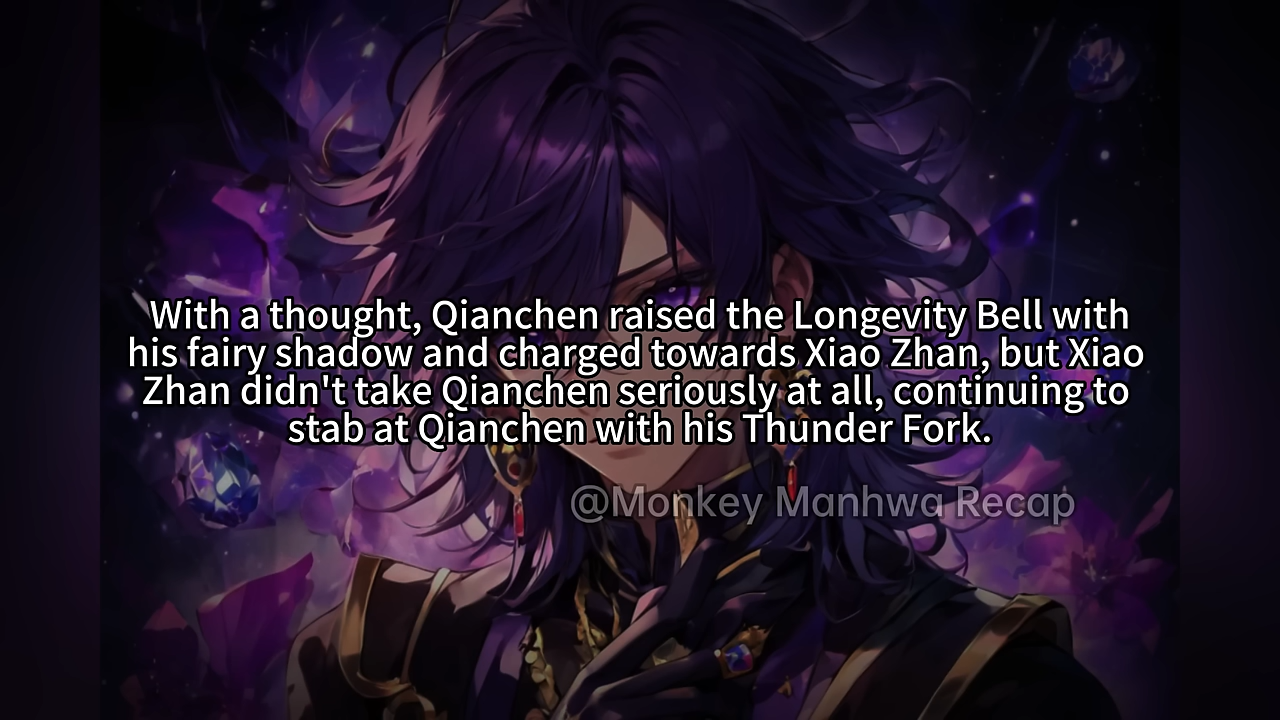 With a thought, Qianchen raised the Longevity Bell with
his fairy shadow and charged towards Xiao Zhan, but Xiao
Zhan didn't take Qianchen seriously at all, continuing to
stab at Qianchen with his Thunder Fork.
@Monkey Manhwa Recap